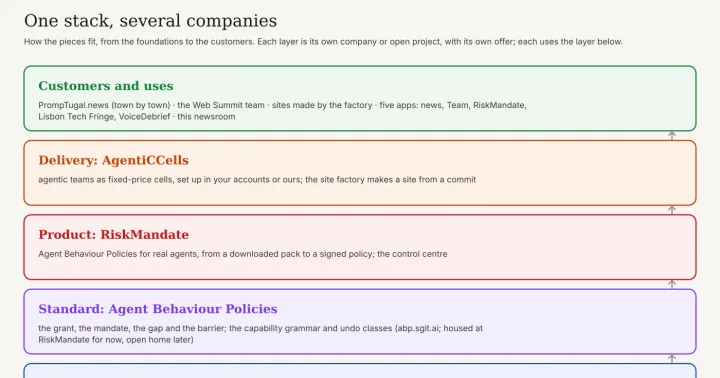 One stack, several companies
How the pieces fit, from the foundations to the customers. Each layer is its own company or open project, with its own offer; each uses the layer below.
Customers and uses
PrompTugal.news (town by town) · the Web Summit team · sites made by the factory · five apps: news, Team, RiskMandate,
Lisbon Tech Fringe, VoiceDebrief · this newsroom
Delivery: AgentiCCells
agentic teams as fixed-price cells, set up in your accounts or ours; the site factory makes a site from a commit
Product: RiskMandate
Agent Behaviour Policies for real agents, from a downloaded pack to a signed policy; the control centre
Standard: Agent Behaviour Policies
the grant, the mandate, the gap and the barrier; the capability grammar and undo classes (abp.sgit.ai; housed at
RiskMandate for now, open home later)